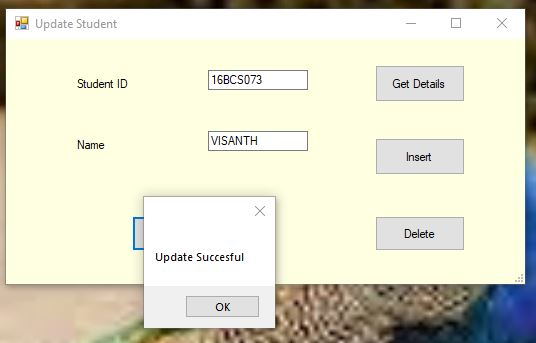 Update Student
Student ID
16BCS073
Get Details
Name
VISANTH
Insert
Update Succesful
Delete
OK